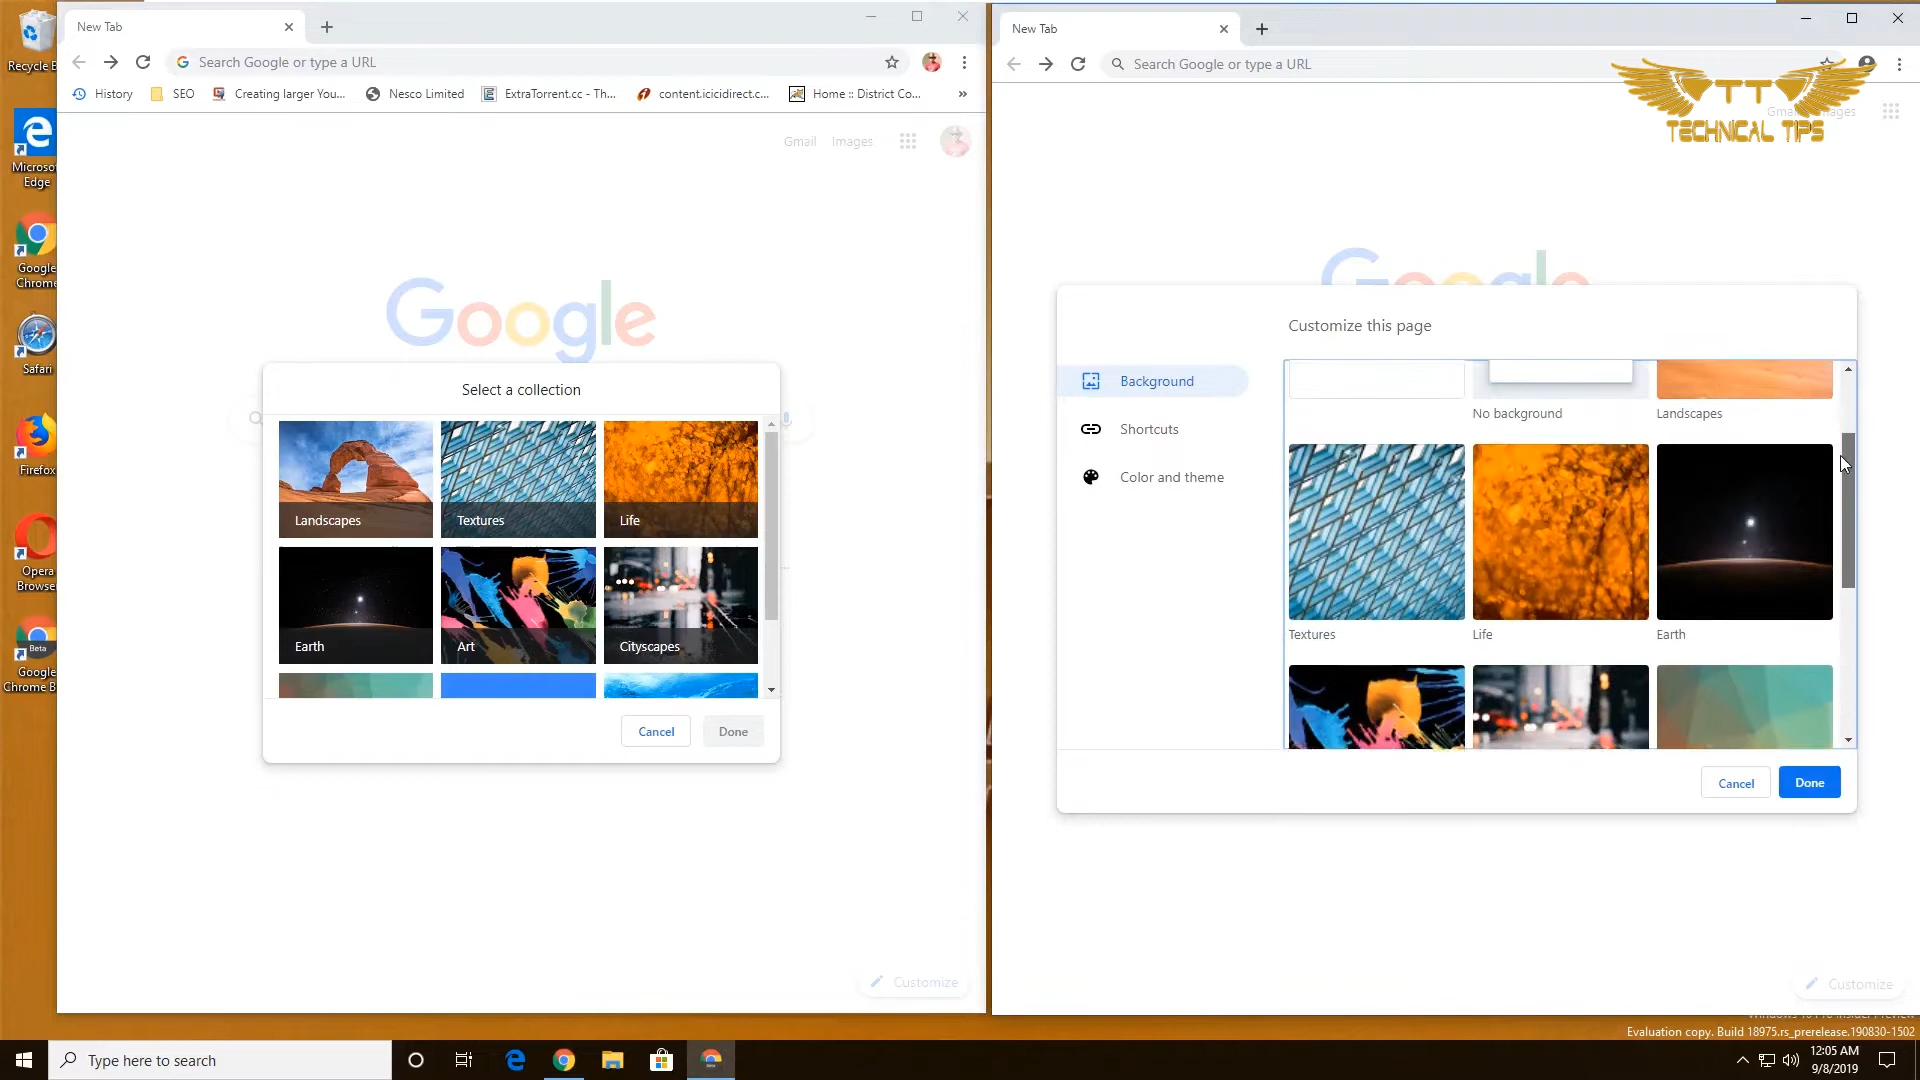 Recycle B
Microso
Edge
Google
Chrome
Safari
Firefox
Opera
Browse
Beta
Google
Chrome B
New Tab
Search Google or type a URL
History
SEO
Creating larger You...
Nesco Limited
ExtraTorrent.cc - Th...
content.icicidirect.c...
Home :: District Co...
»
Gmail
Images
Google
Select a collection
Landscapes
Textures
Life
Earth
Art
Cityscapes
Cancel
Done
Customize
New Tab
Search Google or type a URL
TT
TECHNICAL TIPS
Google
Customize this page
Background
Shortcuts
Color and theme
No background
Landscapes
Textures
Life
Earth
Cancel
Done
Customize
Evaluation copy. Build 18975.rs_prerelease.190830-1502
Type here to search
12:05 AM
9/8/2019